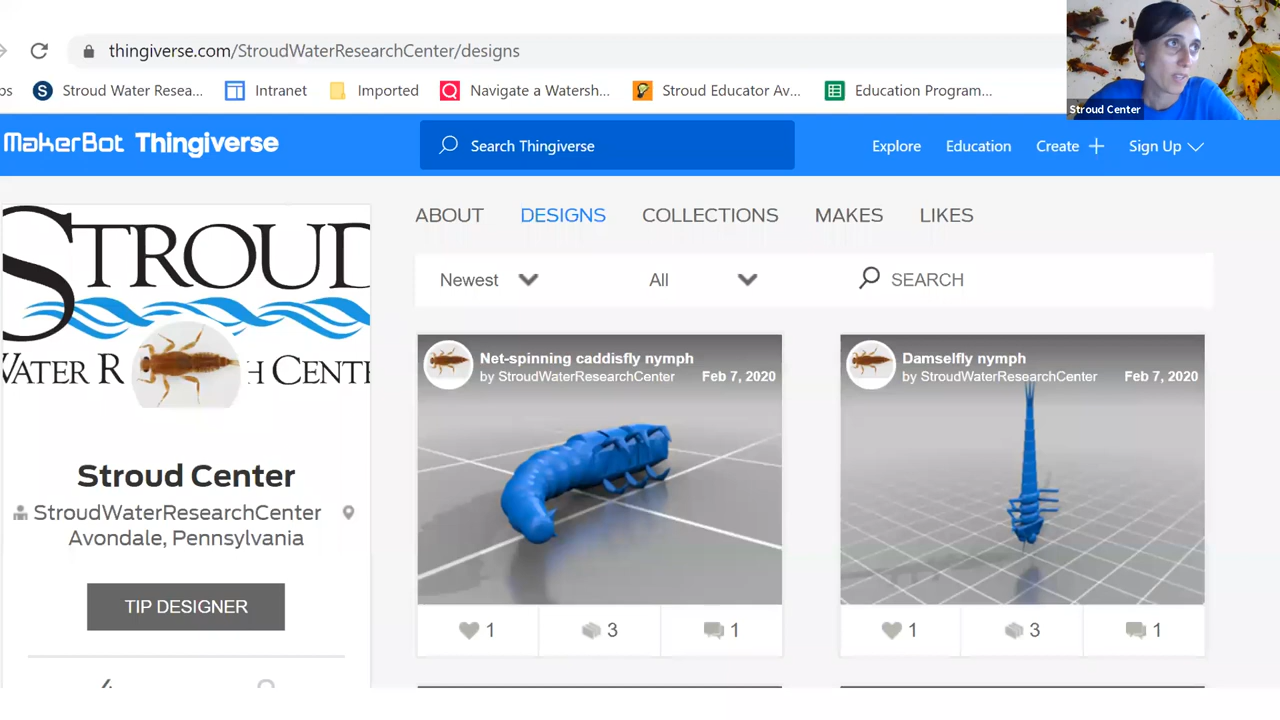 thingiverse.com/StroudWaterResearchCenter/designs
ps Stroud Water Resea... Intranet Imported Navigate a Watersh... Stroud Educator Av... Education Program...
Stroud Center
MakerBot Thingiverse Search Thingiverse Explore Education Create Sign Up
STROUD
WATER R H CENTE
ABOUT DESIGNS COLLECTIONS MAKES LIKES
Newest All SEARCH
Net-spinning caddisfly nymph
by StroudWaterResearchCenter Feb 7, 2020
Damselfly nymph
by StroudWaterResearchCenter Feb 7, 2020
Stroud Center
StroudWaterResearchCenter
Avondale, Pennsylvania
TIP DESIGNER
1 3 1
1 3 1